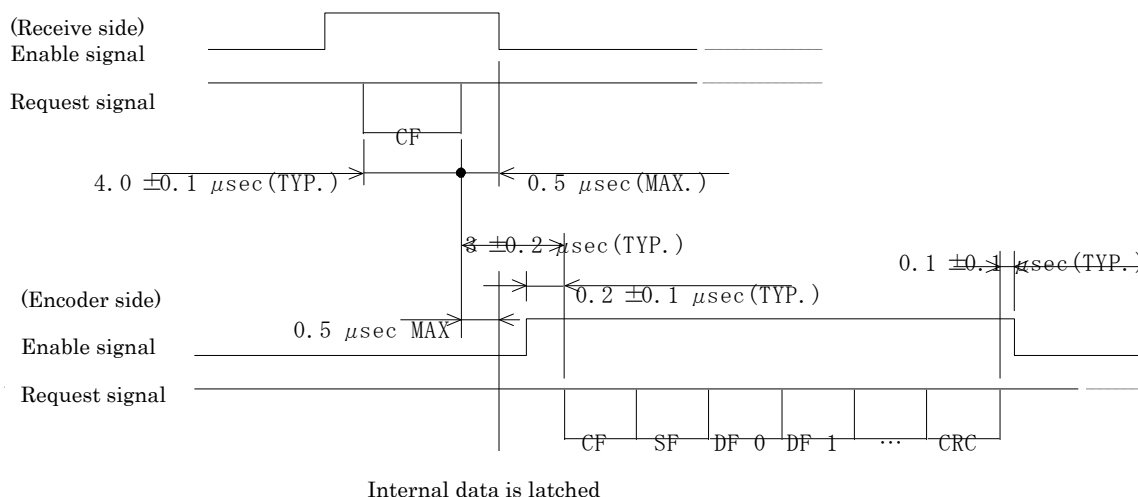 (Receive side)
Enable signal
Request signal
CF
4.0 ±0.1 μsec(TYP.)
0.5 μsec(MAX.)
3 ±0.2 μsec(TYP.)
0.1 ±0.1 μsec(TYP.)
(Encoder side)
0.2 ±0.1 μsec(TYP.)
0.5 μsec MAX
Enable signal
Request signal
CF SF DF 0 DF 1 … CRC
Internal data is latched